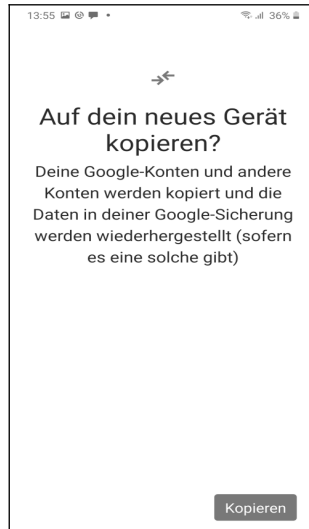 13:55 36%
Auf dein neues Gerät
kopieren?
Deine Google-Konten und andere
Konten werden kopiert und die
Daten in deiner Google-Sicherung
werden wiederhergestellt (sofern
es eine solche gibt)
Kopieren